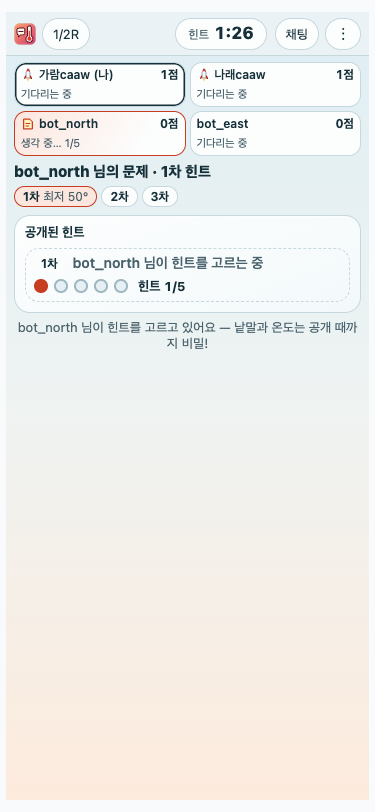 1/2R
힌트 1:26
채팅
⋮
가람caaw (나) 1점
기다리는 중
나래caaw 1점
기다리는 중
bot_north 0점
생각 중… 1/5
bot_east 0점
기다리는 중
bot_north 님의 문제 · 1차 힌트
1차 최저 50°
2차
3차
공개된 힌트
1차 bot_north 님이 힌트를 고르는 중
힌트 1/5
bot_north 님이 힌트를 고르고 있어요 — 낱말과 온도는 공개 때까
지 비밀!